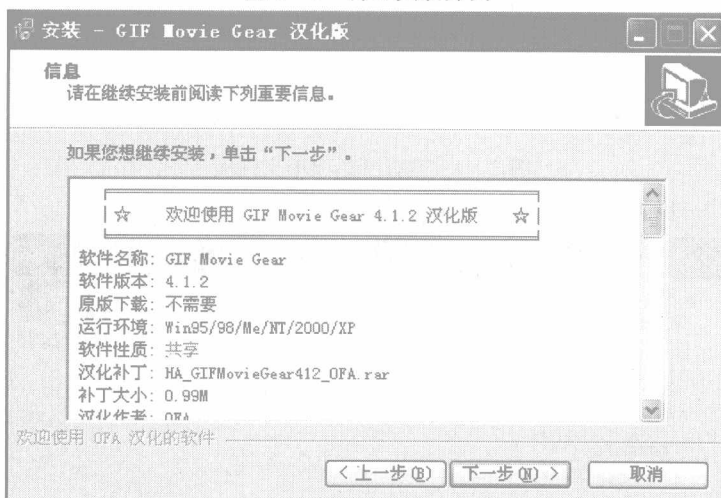 安装 - GIF Movie Gear 汉化版
信息
请在继续安装前阅读下列重要信息。
如果您想继续安装，单击“下一步”。
☆ 欢迎使用 GIF Movie Gear 4.1.2 汉化版 ☆
软件名称: GIF Movie Gear
软件版本: 4.1.2
原版下载: 不需要
运行环境: Win95/98/Me/NT/2000/XP
软件性质: 共享
汉化补丁: HA_GIFMovieGear412_OFA.rar
补丁大小: 0.99M
汉化作者: OFA
欢迎使用 OFA 汉化的软件
< 上一步(B) 下一步(N) > 取消